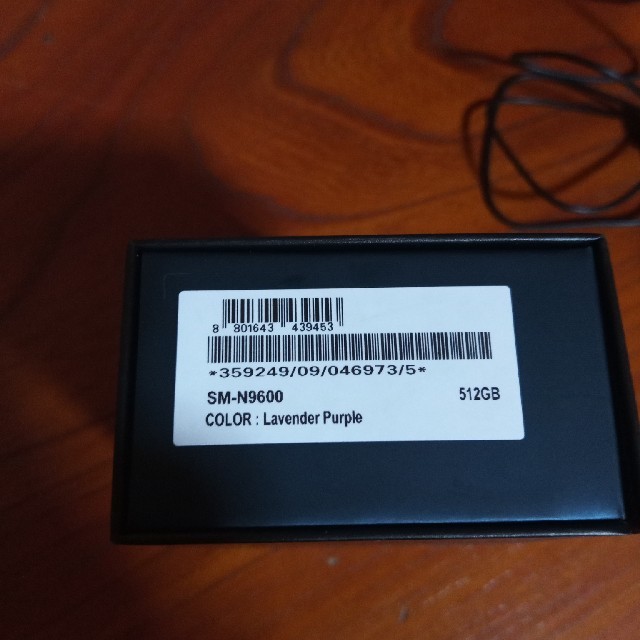 8 801643 439453
*359249/09/046973/5*
SM-N9600 512GB
COLOR : Lavender Purple